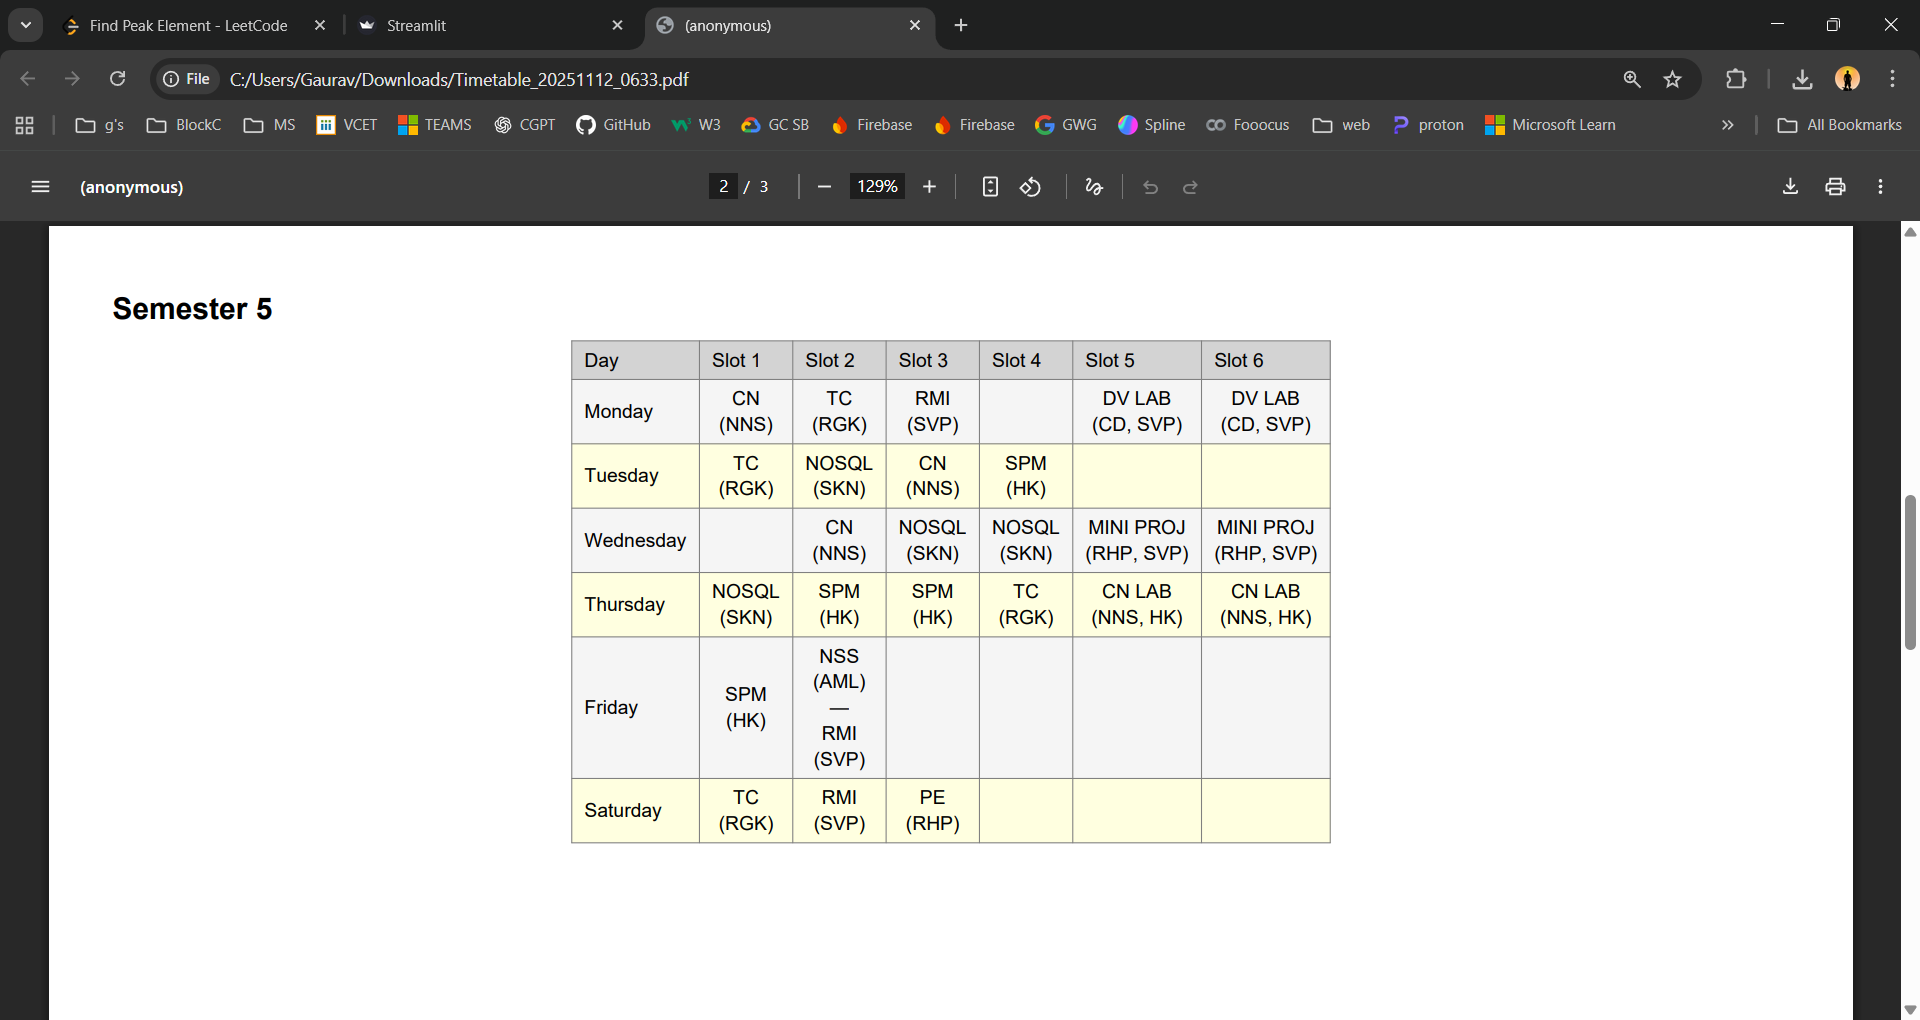 Find Peak Element - LeetCode
Streamlit
(anonymous)
File
C:/Users/Gaurav/Downloads/Timetable_20251112_0633.pdf
g's BlockC MS VCET TEAMS CGPT GitHub W3 GC SB Firebase Firebase GWG Spline Fooocus web proton Microsoft Learn » All Bookmarks
(anonymous) 2 / 3 129%
Semester 5
Day Slot 1 Slot 2 Slot 3 Slot 4 Slot 5 Slot 6
Monday
CN TC RMI DV LAB DV LAB
(NNS) (RGK) (SVP) (CD, SVP) (CD, SVP)
Tuesday
TC NOSQL CN SPM
(RGK) (SKN) (NNS) (HK)
Wednesday
CN NOSQL NOSQL MINI PROJ MINI PROJ
(NNS) (SKN) (SKN) (RHP, SVP) (RHP, SVP)
Thursday
NOSQL SPM SPM TC CN LAB CN LAB
(SKN) (HK) (HK) (RGK) (NNS, HK) (NNS, HK)
Friday
SPM
(HK)
NSS
(AML)
—
RMI
(SVP)
Saturday
TC RMI PE
(RGK) (SVP) (RHP)